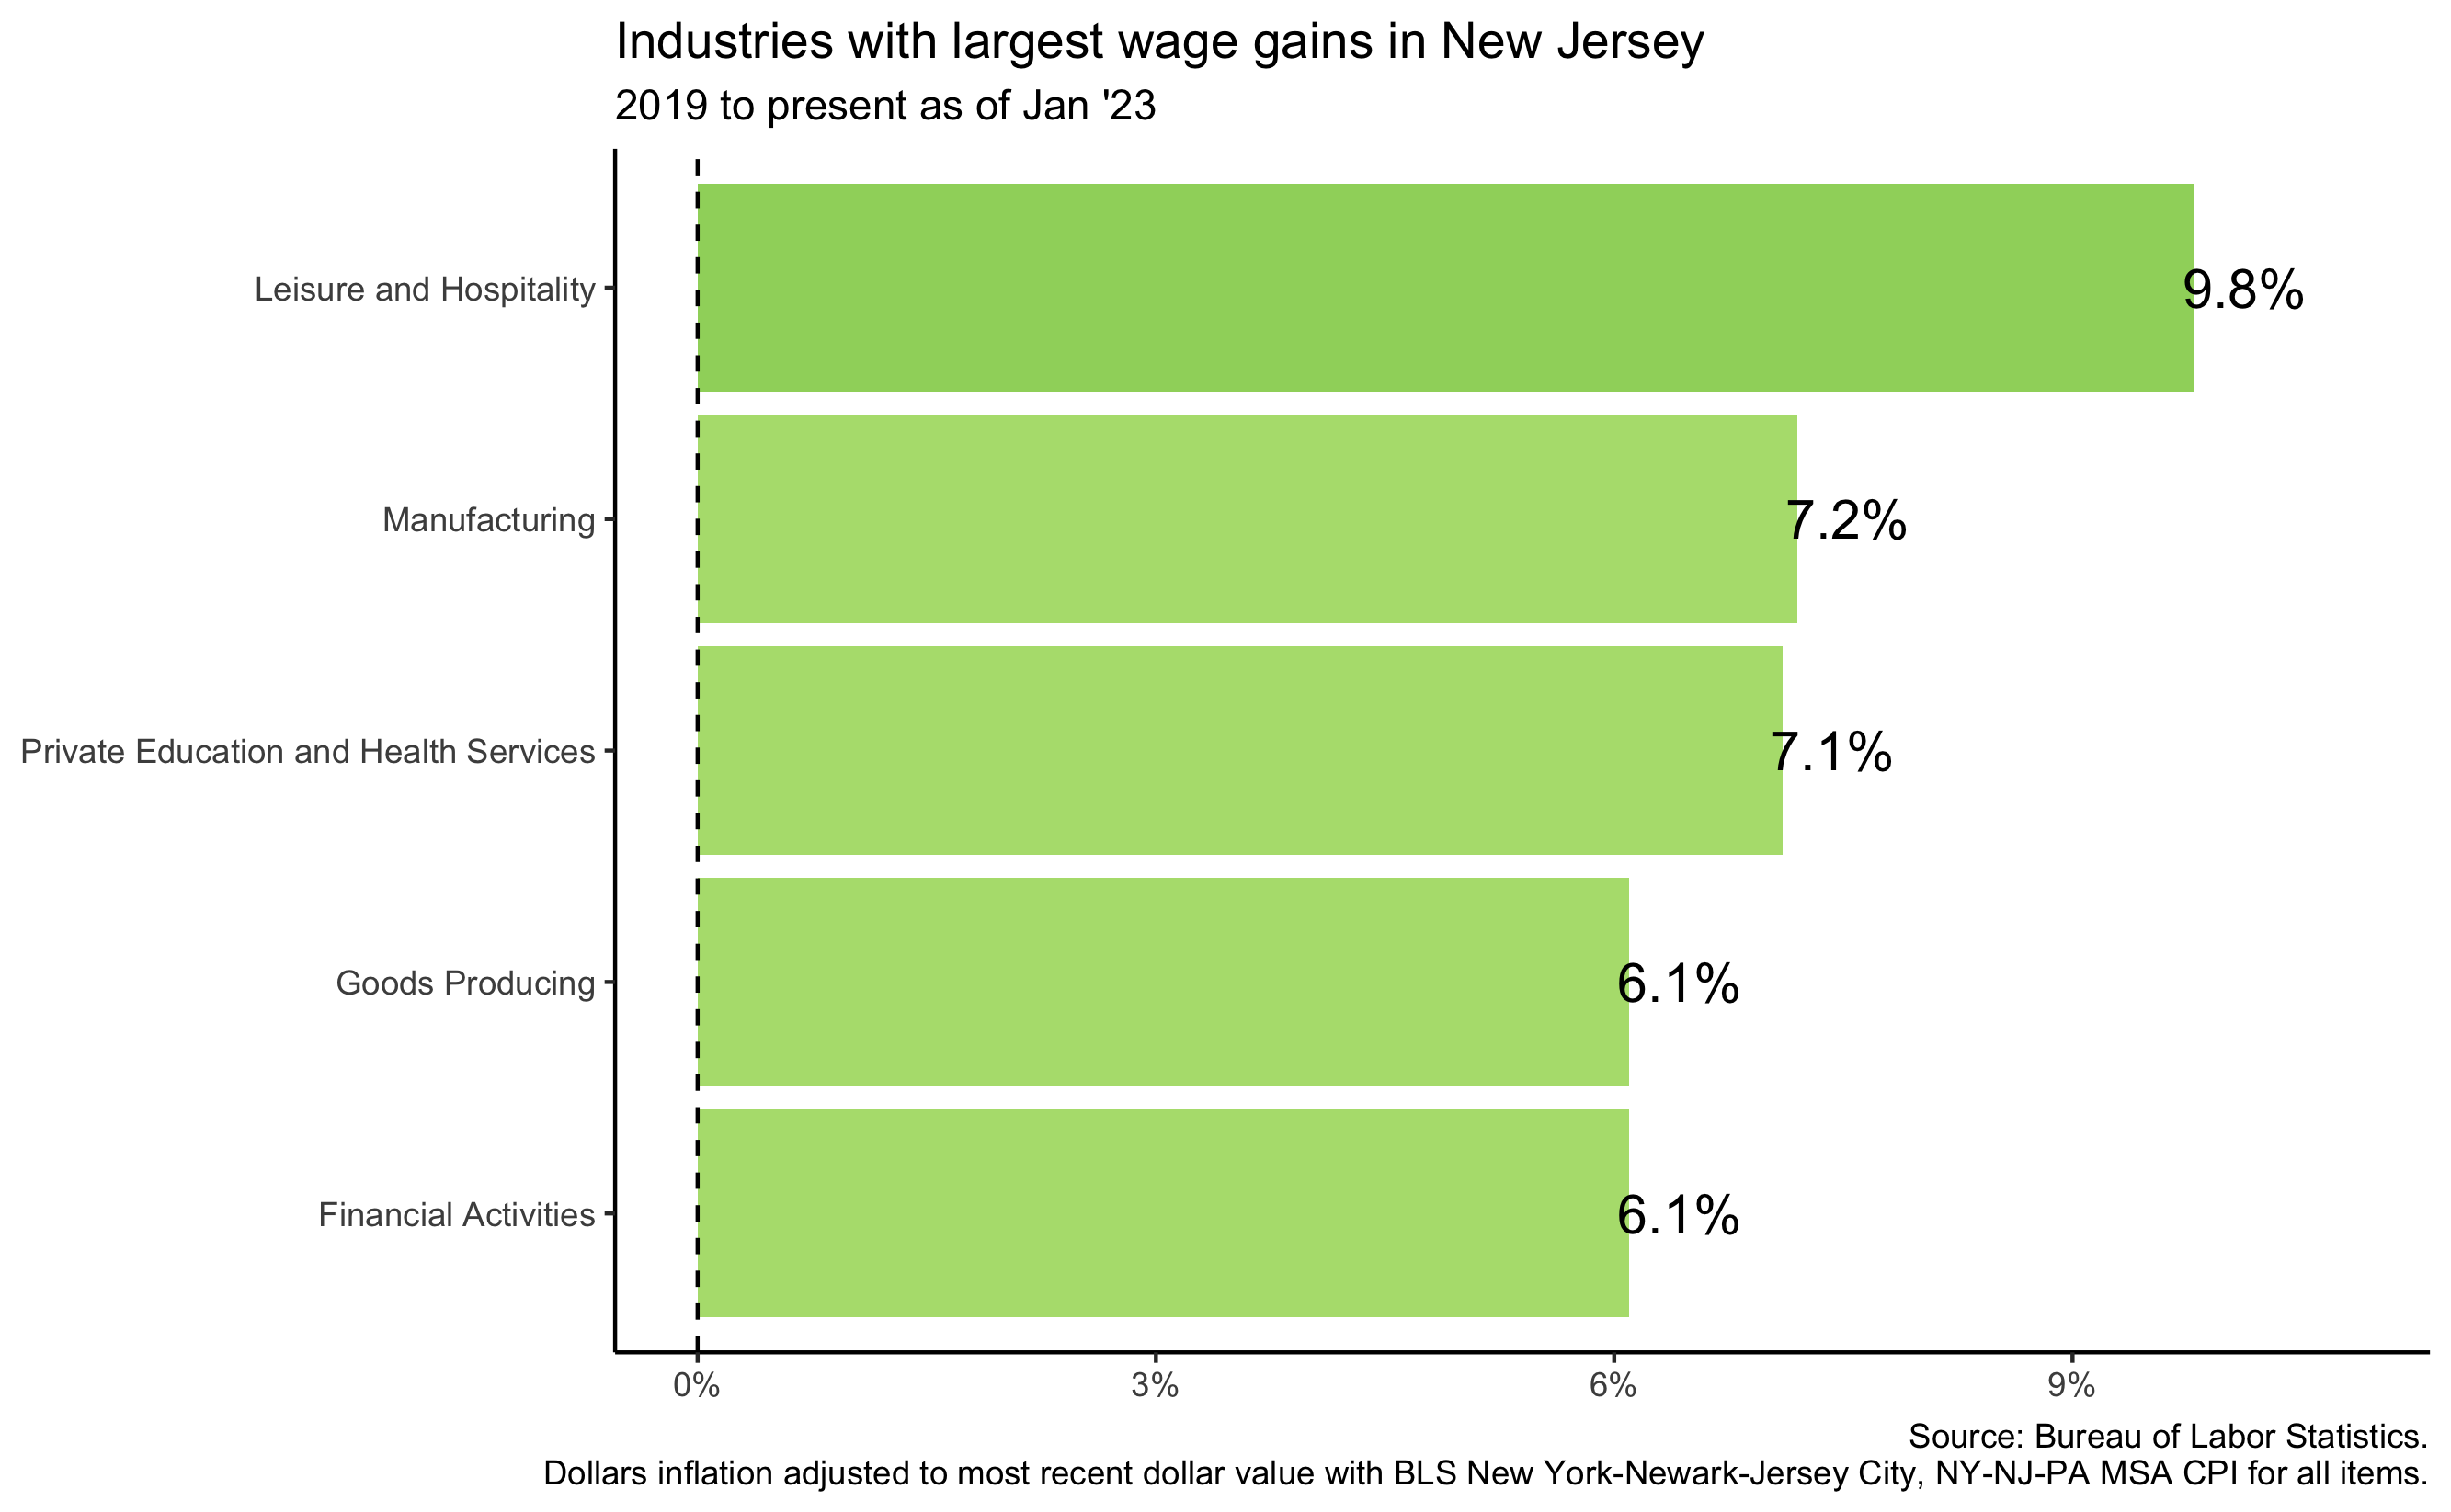 Industries with largest wage gains in New Jersey
2019 to present as of Jan '23
Leisure and Hospitality
9.8%
Manufacturing
7.2%
Private Education and Health Services
7.1%
Goods Producing
6.1%
Financial Activities
6.1%
0%
3%
6%
9%
Source: Bureau of Labor Statistics.
Dollars inflation adjusted to most recent dollar value with BLS New York-Newark-Jersey City, NY-NJ-PA MSA CPI for all items.